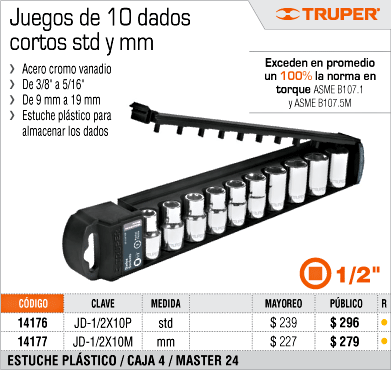 Juegos de 10 dados
cortos std y mm
TRUPER®
Acero cromo vanadio
De 3/8" a 5/16"
De 9 mm a 19 mm
Estuche plástico para
almacenar los dados
Exceden en promedio
un 100% la norma en
torque ASME B107.1
y ASME B107.5M
1/2"
CÓDIGO CLAVE MEDIDA MAYOREO PÚBLICO R
14176 JD-1/2X10P std $ 239 $ 296
14177 JD-1/2X10M mm $ 227 $ 279
ESTUCHE PLÁSTICO / CAJA 4 / MASTER 24